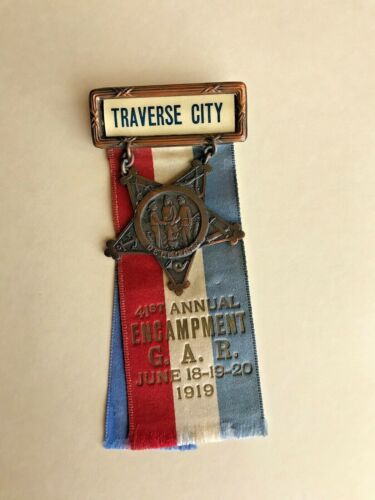 TRAVERSE CITY
41ST ANNUAL
ENCAMPMENT
G. A. R.
JUNE 18-19-20
1919